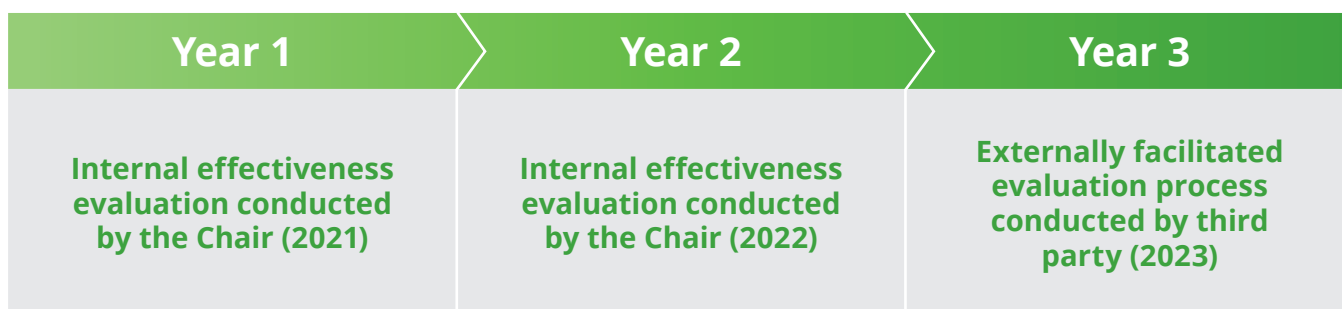 Year 1
Year 2
Year 3
Internal effectiveness
evaluation conducted
by the Chair (2021)
Internal effectiveness
evaluation conducted
by the Chair (2022)
Externally facilitated
evaluation process
conducted by third
party (2023)